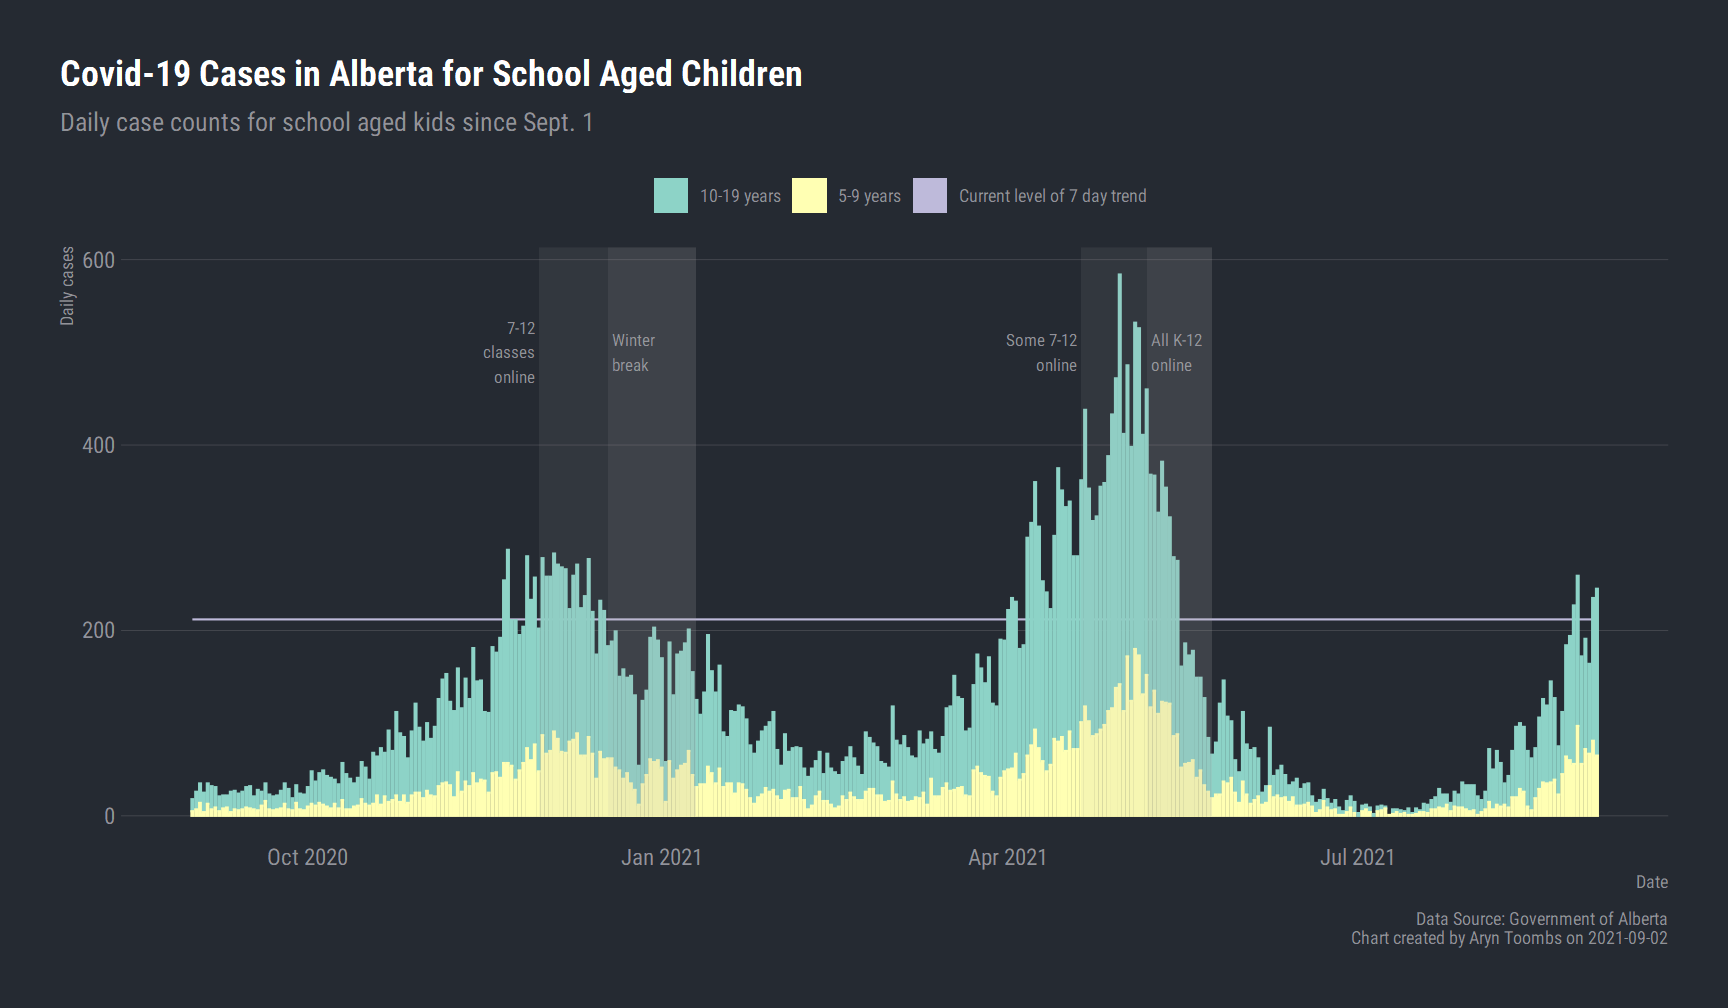 Covid-19 Cases in Alberta for School Aged Children
Daily case counts for school aged kids since Sept. 1
10-19 years
5-9 years
Current level of 7 day trend
Daily cases
600
400
200
0
7-12
classes
online
Winter
break
Some 7-12
online
All K-12
online
Oct 2020
Jan 2021
Apr 2021
Jul 2021
Date
Data Source: Government of Alberta
Chart created by Aryn Toombs on 2021-09-02